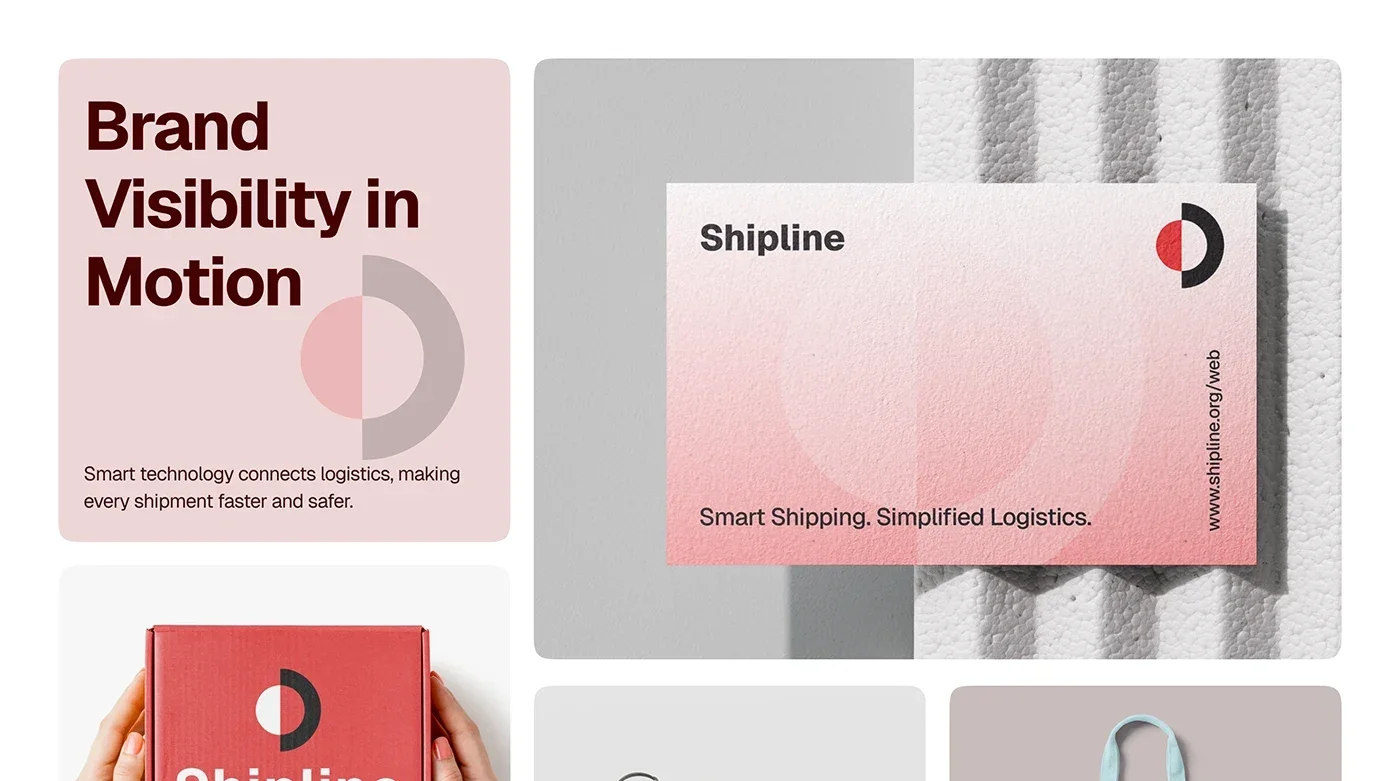 Brand
Visibility in
Motion
Smart technology connects logistics, making
every shipment faster and safer.
Shipline
www.shipline.org/web
Smart Shipping. Simplified Logistics.
Shipline